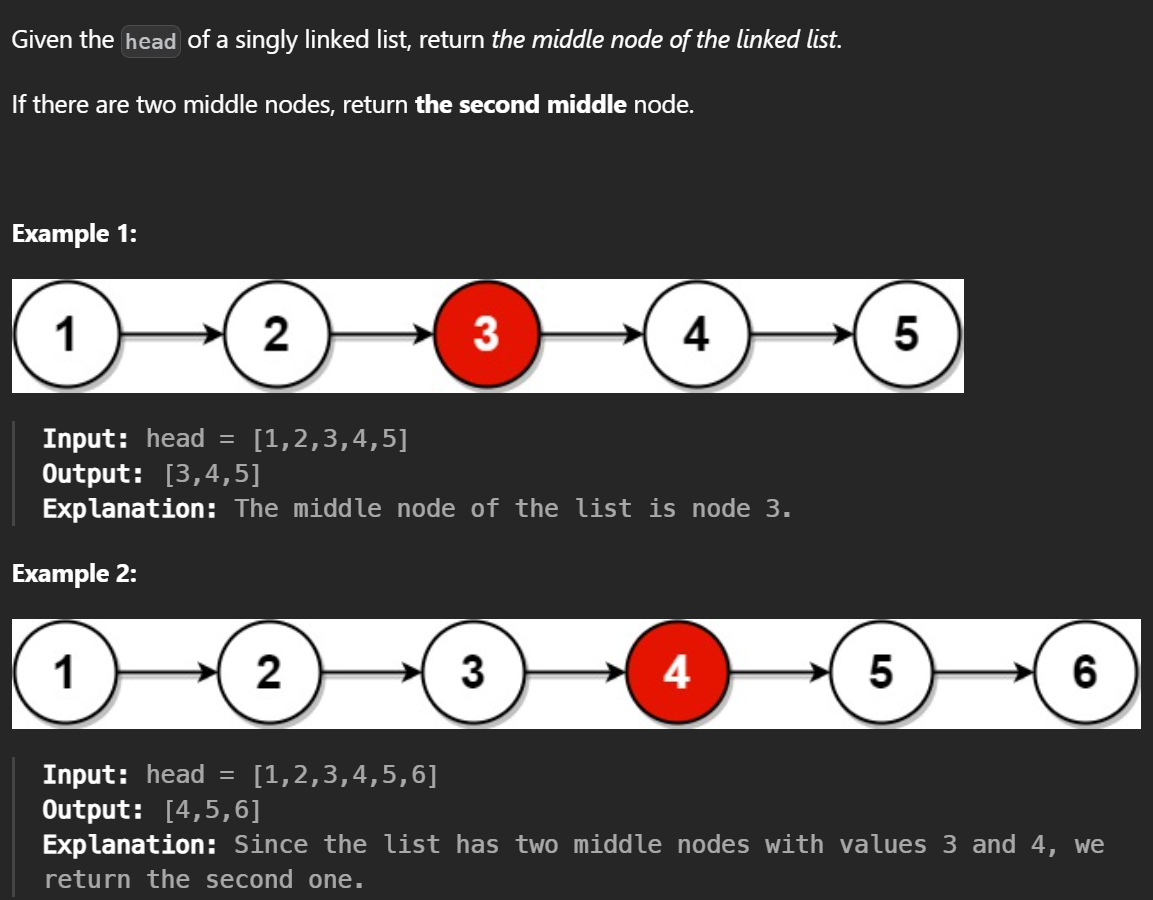 Given the head of a singly linked list, return the middle node of the linked list.
If there are two middle nodes, return the second middle node.
Example 1:
1 2 3 4 5
Input: head = [1,2,3,4,5]
Output: [3,4,5]
Explanation: The middle node of the list is node 3.
Example 2:
1 2 3 4 5 6
Input: head = [1,2,3,4,5,6]
Output: [4,5,6]
Explanation: Since the list has two middle nodes with values 3 and 4, we
return the second one.